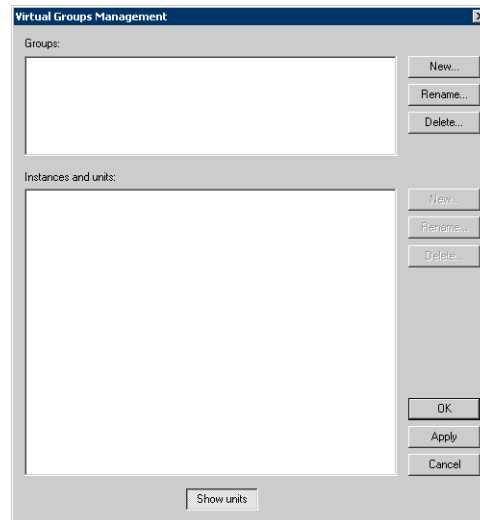 Virtual Groups Management
Groups:
New...
Rename...
Delete...
Instances and units:
New...
Rename...
Delete...
OK
Apply
Cancel
Show units